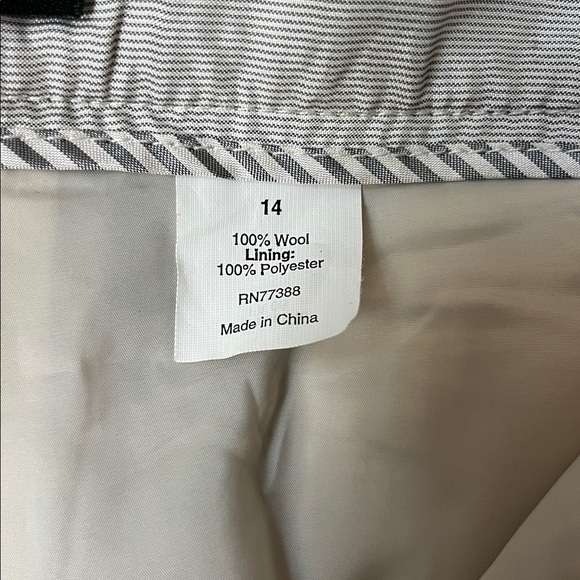 14
100% Wool
Lining:
100% Polyester
RN77388
Made in China